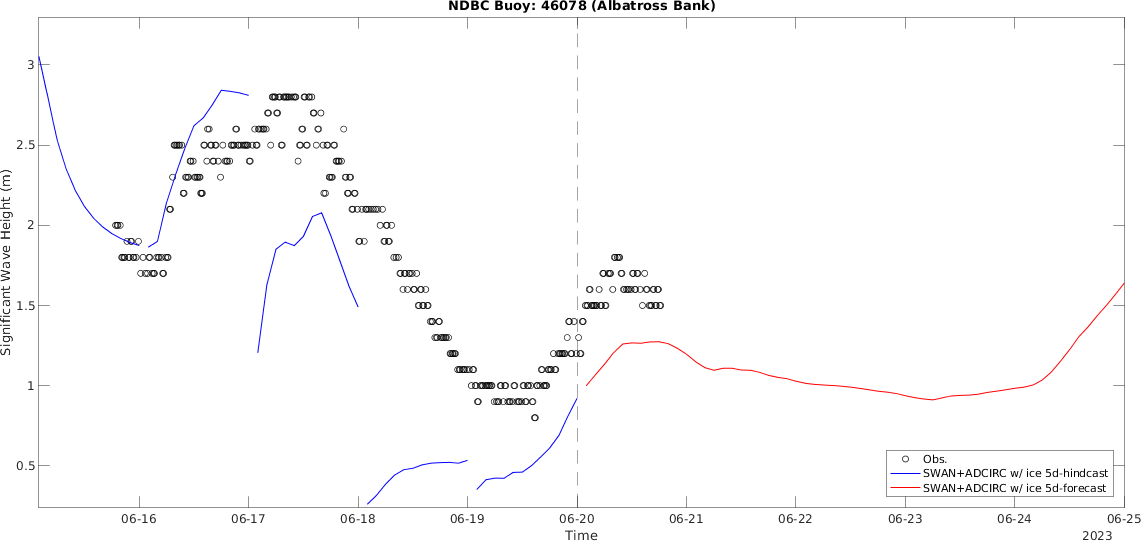 NDBC Buoy: 46078 (Albatross Bank)
Significant Wave Height (m)
3
2.5
2
1.5
1
0.5
Obs.
SWAN+ADCIRC w/ ice 5d-hindcast
SWAN+ADCIRC w/ ice 5d-forecast
06-16
06-17
06-18
06-19
06-20
06-21
06-22
06-23
06-24
06-25
Time
2023